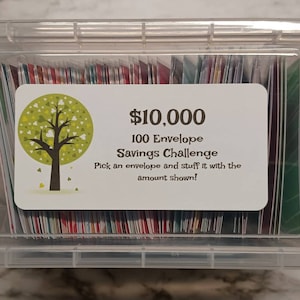 $10,000
100 Envelope
Savings Challenge
Pick an envelope and stuff it with the
amount shown!